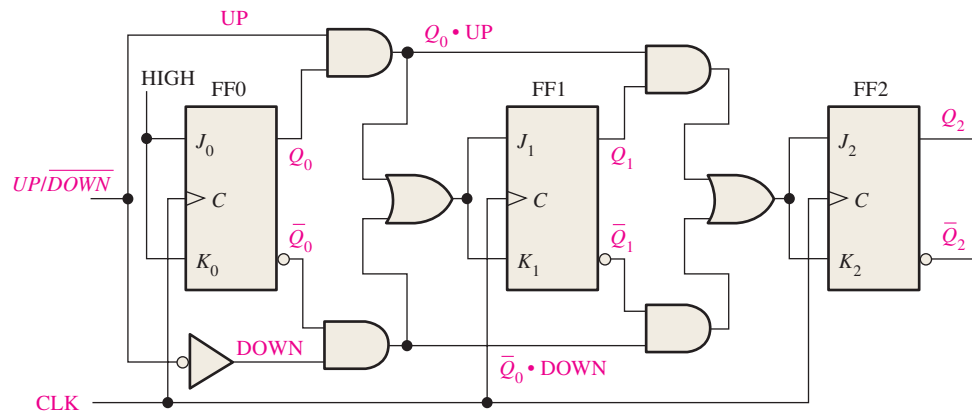 UP
Q₀ • UP
HIGH
FF0
FF1
FF2
J₀
Q₀
J₁
Q₁
J₂
Q₂
UP/D̅O̅W̅N̅
C
C
C
Q̅₀
Q̅₁
Q̅₂
K₀
K₁
K₂
DOWN
Q̅₀ • DOWN
CLK